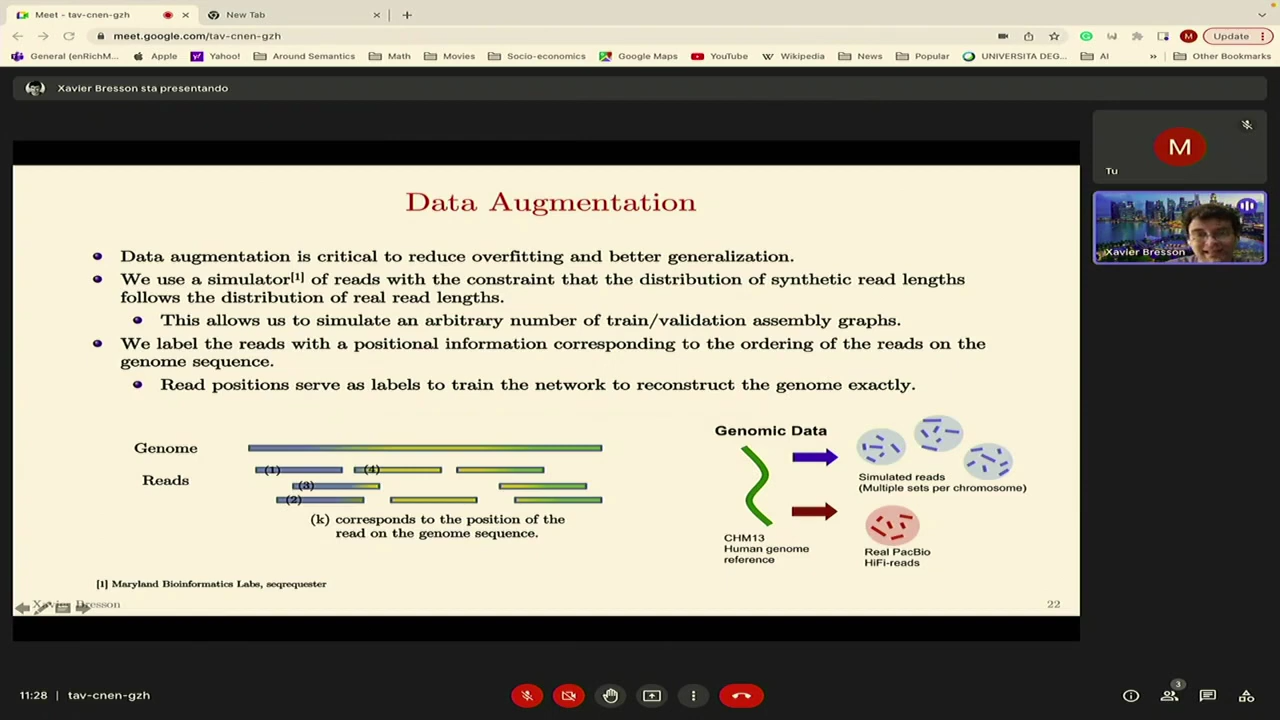 Meet - tav-cnen-gzh
New Tab
meet.google.com/tav-cnen-gzh
M
Update
General (enRichM...
Apple
Yahoo!
Around Semantics
Math
Movies
Socio-economics
Google Maps
YouTube
Wikipedia
News
Popular
UNIVERSITA DEG...
AI
»
Other Bookmarks
Xavier Bresson sta presentando
M
Tu
Xavier Bresson
Data Augmentation
Data augmentation is critical to reduce overfitting and better generalization.
We use a simulator[1] of reads with the constraint that the distribution of synthetic read lengths
follows the distribution of real read lengths.
This allows us to simulate an arbitrary number of train/validation assembly graphs.
We label the reads with a positional information corresponding to the ordering of the reads on the
genome sequence.
Read positions serve as labels to train the network to reconstruct the genome exactly.
Genome
Reads
(1)
(4)
(3)
(2)
(k) corresponds to the position of the
read on the genome sequence.
Genomic Data
CHM13
Human genome
reference
Simulated reads
(Multiple sets per chromosome)
Real PacBio
HiFi-reads
[1] Maryland Bioinformatics Labs, seqrequester
Xavier Bresson
22
11:28 | tav-cnen-gzh
3